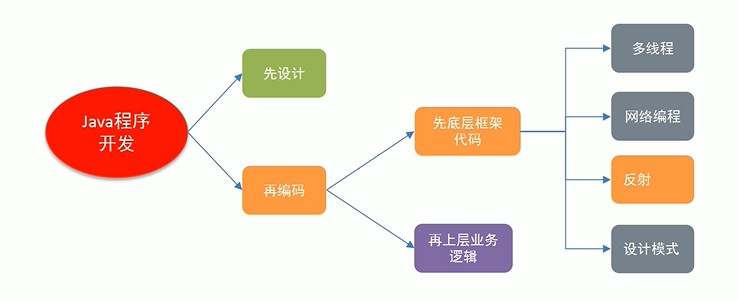 Java程序
开发
先设计
再编码
先底层框架
代码
再上层业务
逻辑
多线程
网络编程
反射
设计模式